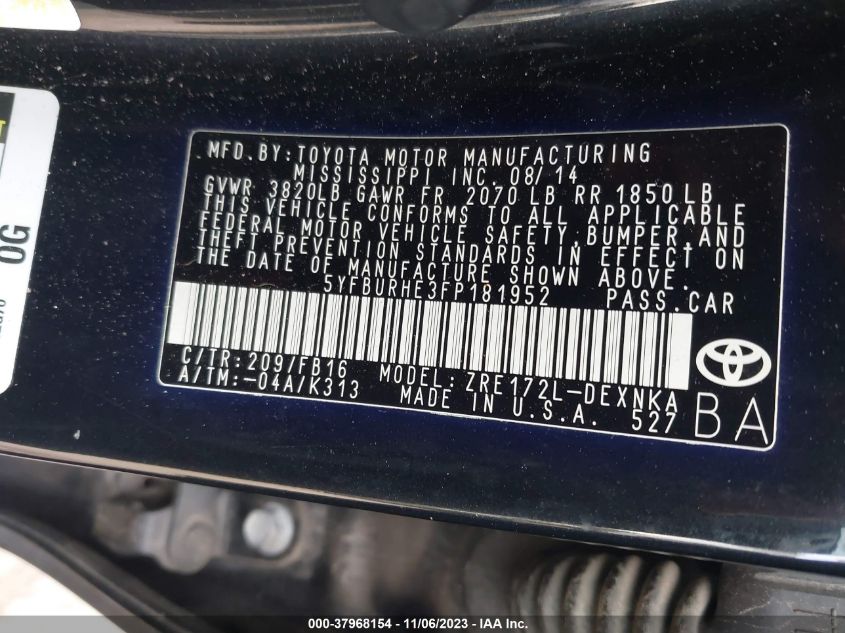 MFD. BY: TOYOTA MOTOR MANUFACTURING
MISSISSIPPI INC. 08/14
GVWR 3820LB GAWR FR 2070 LB RR 1850 LB
THIS VEHICLE CONFORMS TO ALL APPLICABLE
FEDERAL MOTOR VEHICLE SAFETY, BUMPER, AND
THEFT PREVENTION STANDARDS IN EFFECT ON
THE DATE OF MANUFACTURE SHOWN ABOVE.
5YFBURHE3FP181952 PASS. CAR
C/TR: 209/FB16 MODEL: ZRE172L-DEXNKA
A/TM: -04A/K313 MADE IN U.S.A. 527 BA
OG
000-37968154 - 11/06/2023 - IAA Inc.